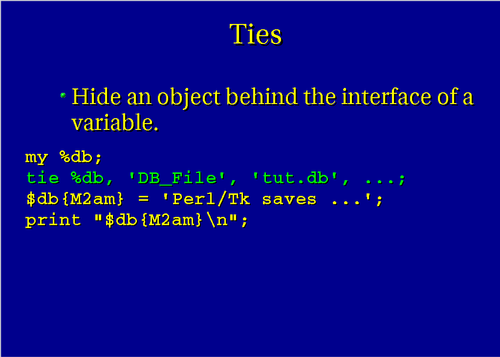 Ties
Hide an object behind the interface of a
variable.
my %db;
tie %db, 'DB_File', 'tut.db', ...;
$db{M2am} = 'Perl/Tk saves ...';
print "$db{M2am}\n";